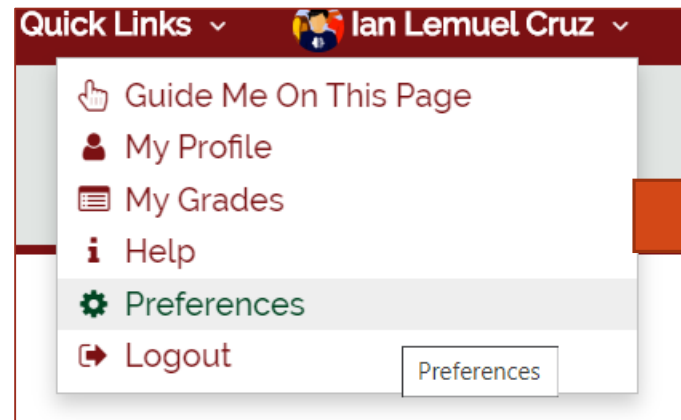 Quick Links Ian Lemuel Cruz
Guide Me On This Page
My Profile
My Grades
Help
Preferences
Logout
Preferences